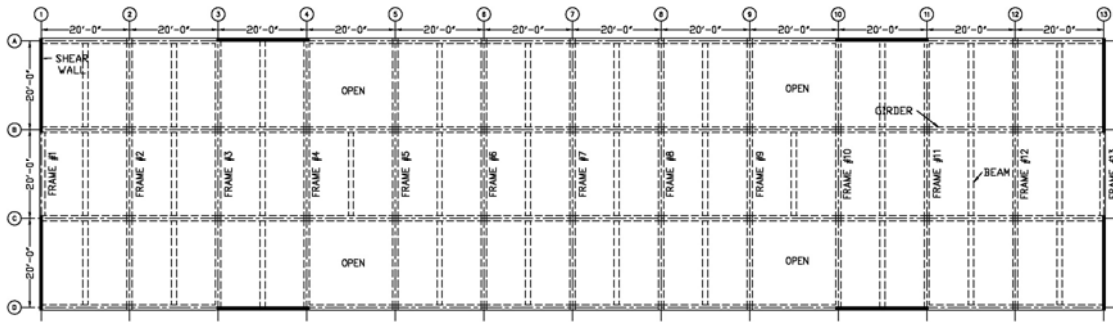 1 2 3 4 5 6 7 8 9 10 11 12 13
20'-0" 20'-0" 20'-0" 20'-0" 20'-0" 20'-0" 20'-0" 20'-0" 20'-0" 20'-0" 20'-0" 20'-0"
A
SHEAR
WALL
20'-0"
OPEN
OPEN
GIRDER
B
20'-0"
FRAME #1
FRAME #2
FRAME #3
FRAME #4
FRAME #5
FRAME #6
FRAME #7
FRAME #8
FRAME #9
FRAME #10
FRAME #11
BEAM
FRAME #12
FRAME #13
C
20'-0"
OPEN
OPEN
D